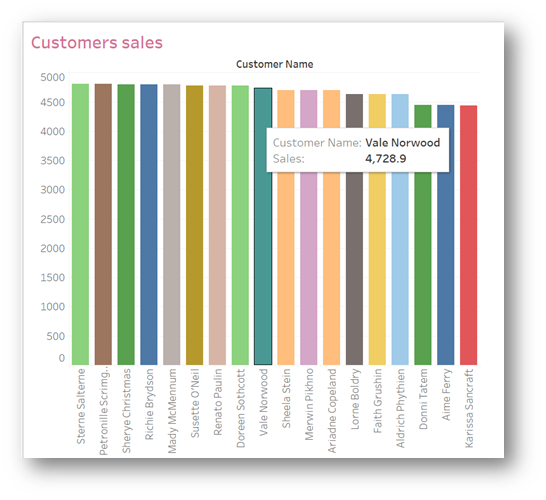 Customers sales
Customer Name
5000
4500
4000
3500
3000
2500
2000
1500
1000
500
0
Customer Name: Vale Norwood
Sales: 4,728.9
Sterne Salterne
Petronille Scrimg..
Sherye Christmas
Richie Brydson
Mady McMennum
Susette O'Neil
Renato Paulin
Doreen Sothcott
Vale Norwood
Sheela Stein
Merwin Pikhno
Ariadne Copeland
Lorne Boldry
Faith Grushin
Aldrich Phythien
Donni Tatem
Aime Ferry
Karissa Sancraft